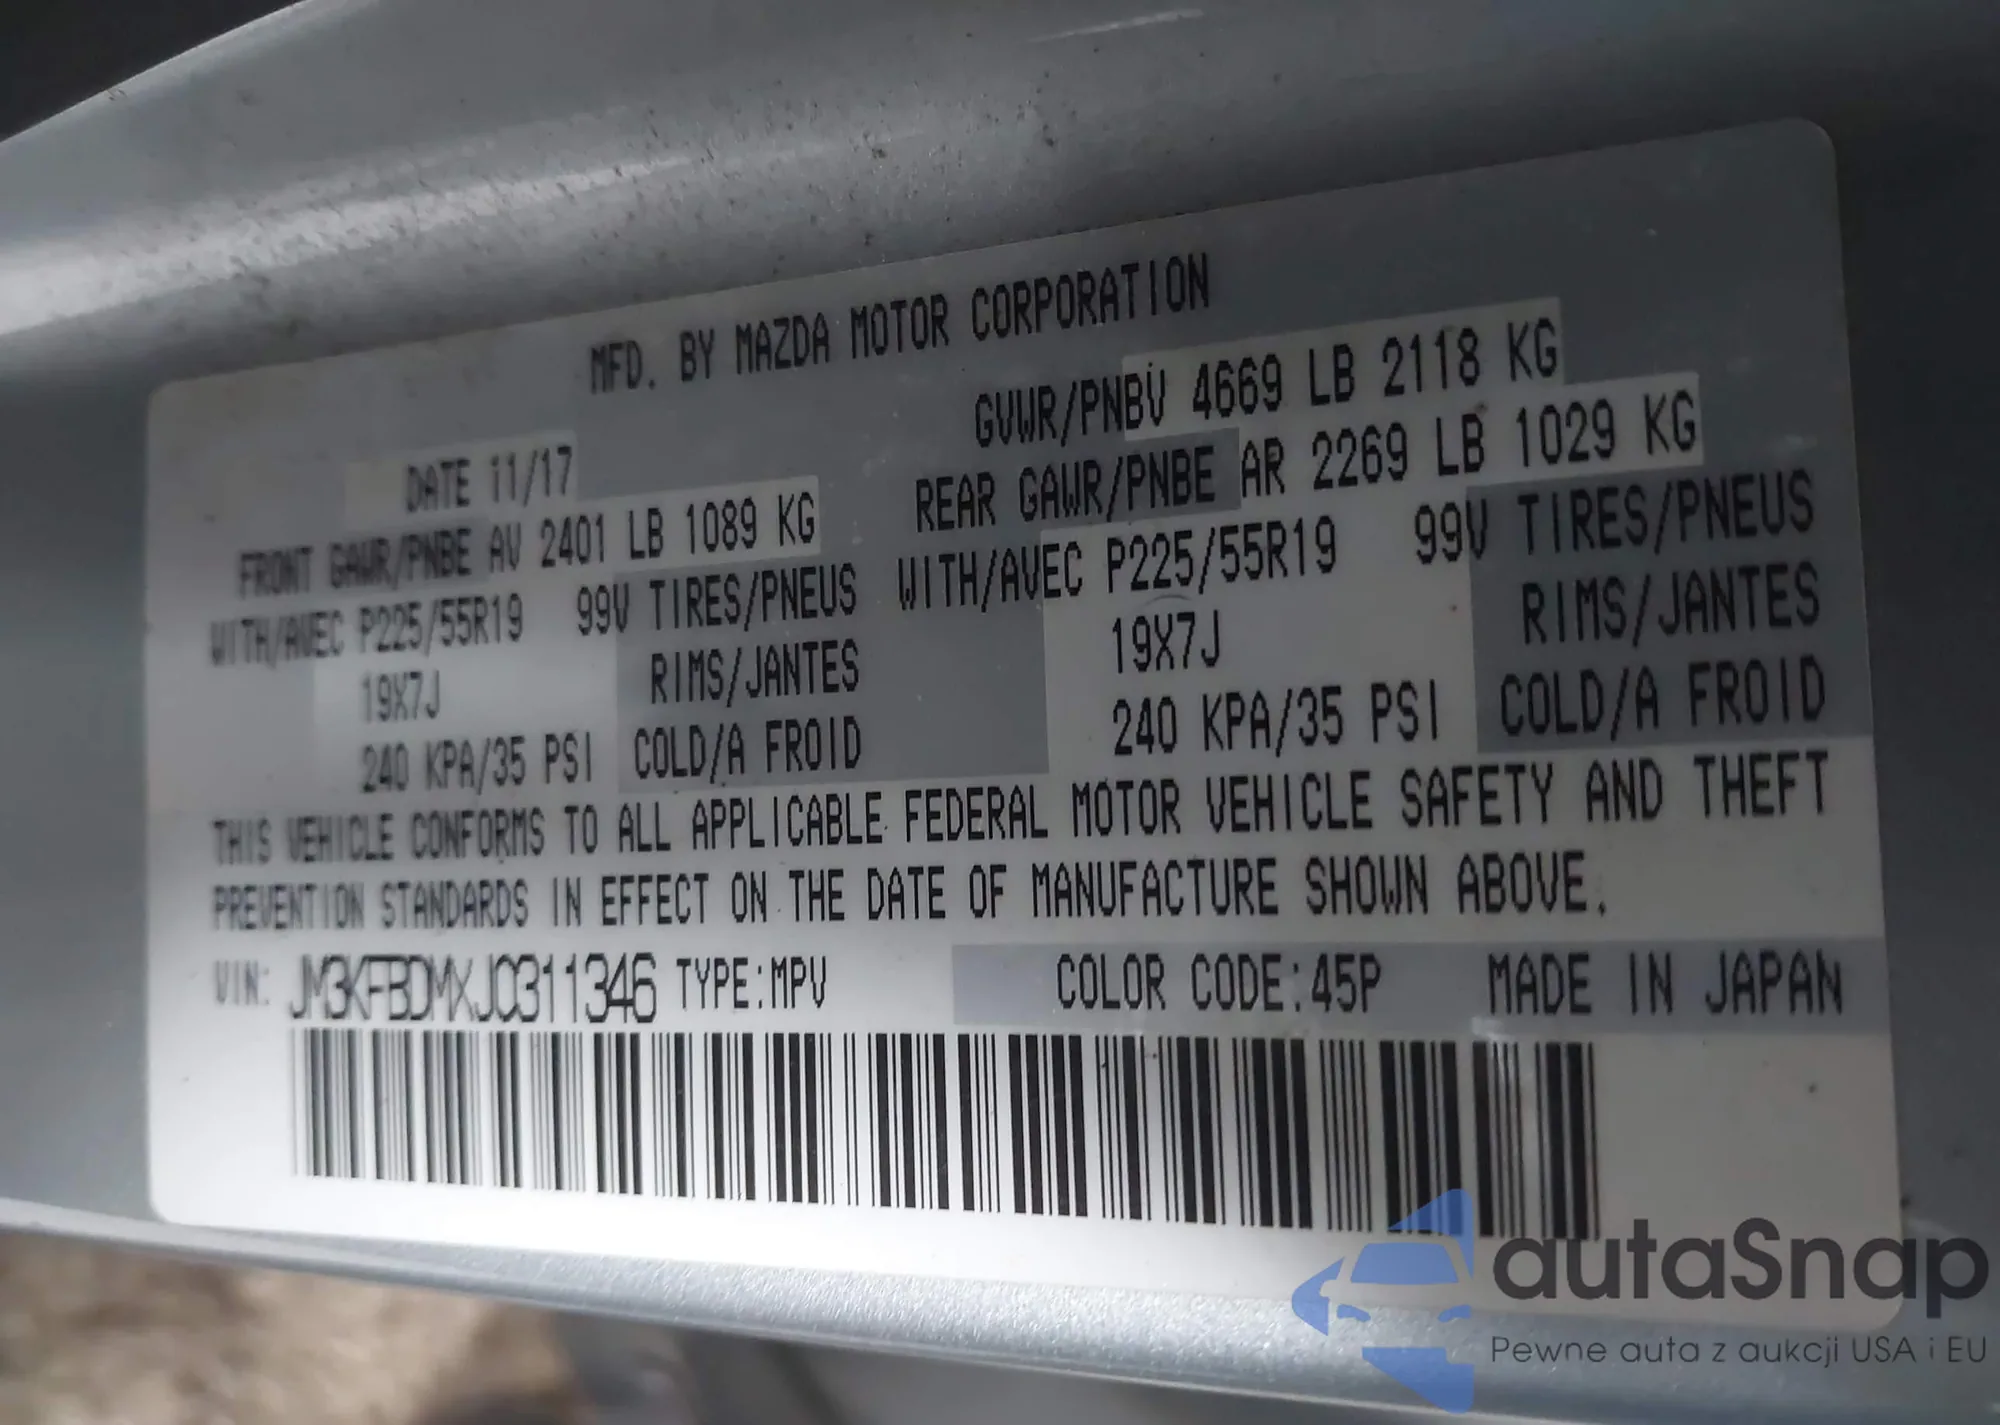 MFD. BY MAZDA MOTOR CORPORATION
DATE 11/17 GVWR/PNBV 4669 LB 2118 KG
FRONT GAWR/PNBE AV 2401 LB 1089 KG REAR GAWR/PNBE AR 2269 LB 1029 KG
WITH/AVEC P225/55R19 99V TIRES/PNEUS WITH/AVEC P225/55R19 99V TIRES/PNEUS
19X7J RIMS/JANTES 19X7J RIMS/JANTES
240 KPA/35 PSI COLD/A FROID 240 KPA/35 PSI COLD/A FROID
THIS VEHICLE CONFORMS TO ALL APPLICABLE FEDERAL MOTOR VEHICLE SAFETY AND THEFT
PREVENTION STANDARDS IN EFFECT ON THE DATE OF MANUFACTURE SHOWN ABOVE.
VIN: JM3KFBDMXJ0311346 TYPE:MPV COLOR CODE:45P MADE IN JAPAN
autaSnap
Pewne auta z aukcji USA i EU